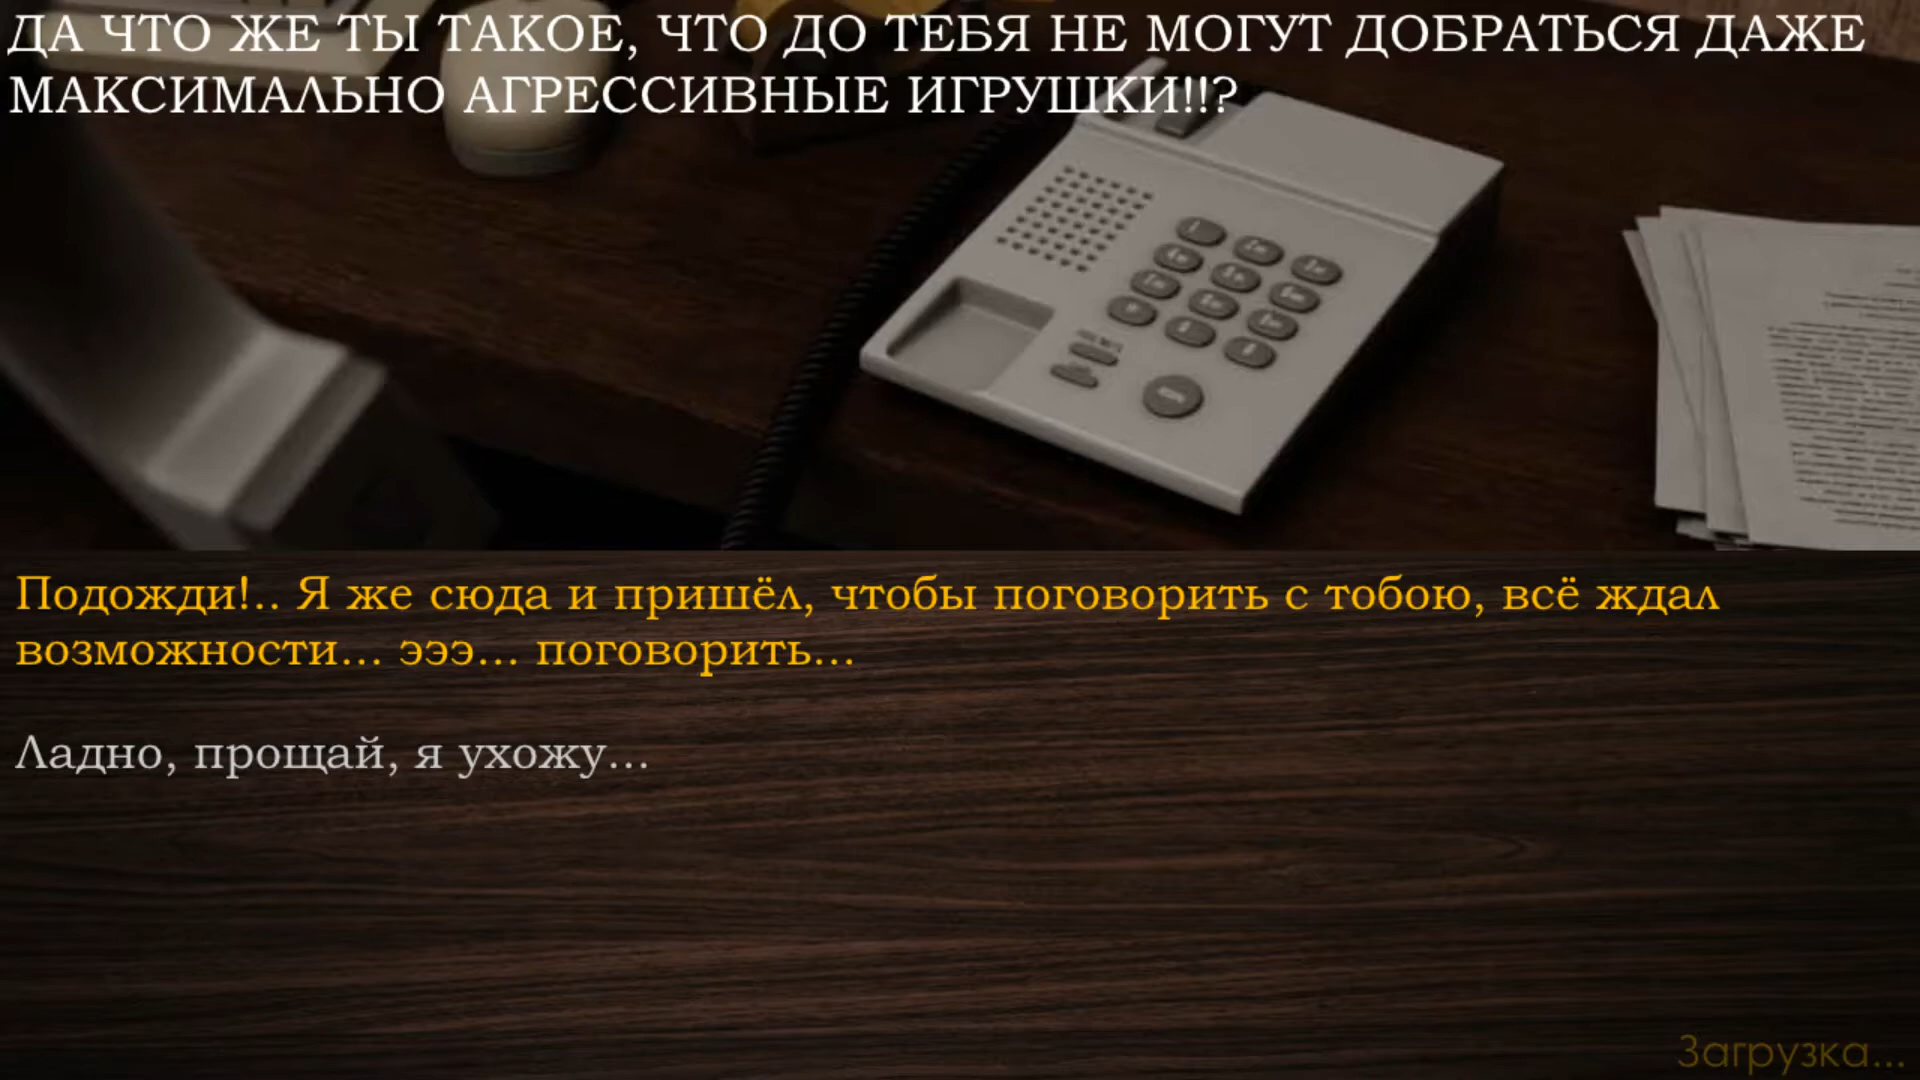 ДА ЧТО ЖЕ ТЫ ТАКОЕ, ЧТО ДО ТЕБЯ НЕ МОГУТ ДОБРАТЬСЯ ДАЖЕ
МАКСИМАЛЬНО АГРЕССИВНЫЕ ИГРУШКИ!!?
Подожди!.. Я же сюда и пришёл, чтобы поговорить с тобою, всё ждал
возможности... эээ... поговорить...
Ладно, прощай, я ухожу...
Загрузка...